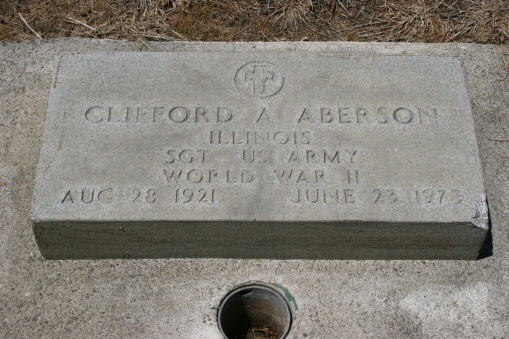 CLIFFORD A ABERSON
ILLINOIS
SGT US ARMY
WORLD WAR II
AUG 28 1921 JUNE 23 1973